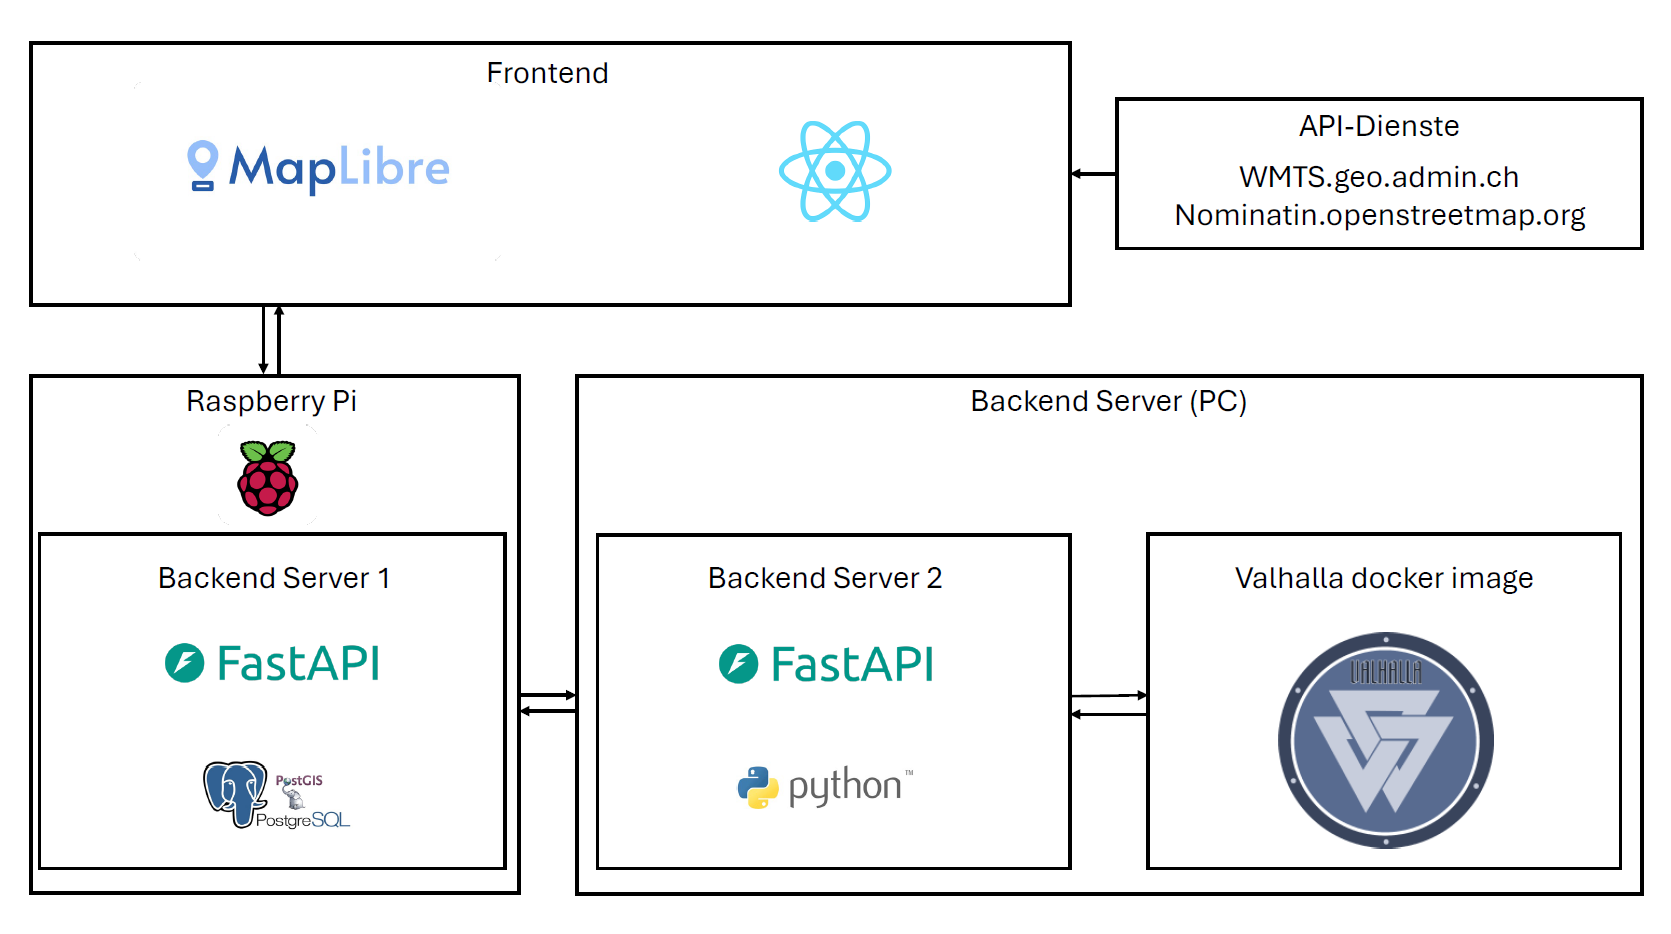 Frontend
MapLibre
API-Dienste
WMTS.geo.admin.ch
Nominatin.openstreetmap.org
Raspberry Pi
Backend Server (PC)
Backend Server 1
FastAPI
PostGIS
PostgreSQL
Backend Server 2
FastAPI
python™
Valhalla docker image
VALHALLA